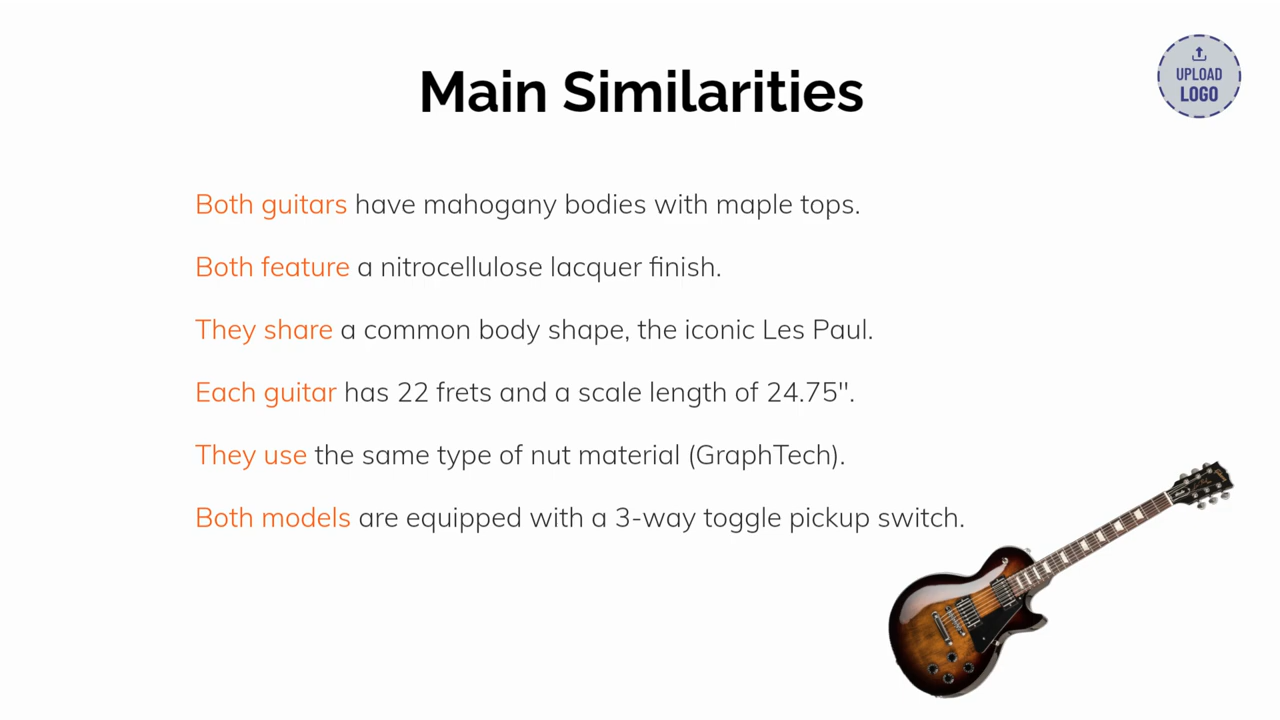 Main Similarities
UPLOAD
LOGO
Both guitars have mahogany bodies with maple tops.
Both feature a nitrocellulose lacquer finish.
They share a common body shape, the iconic Les Paul.
Each guitar has 22 frets and a scale length of 24.75".
They use the same type of nut material (GraphTech).
Both models are equipped with a 3-way toggle pickup switch.